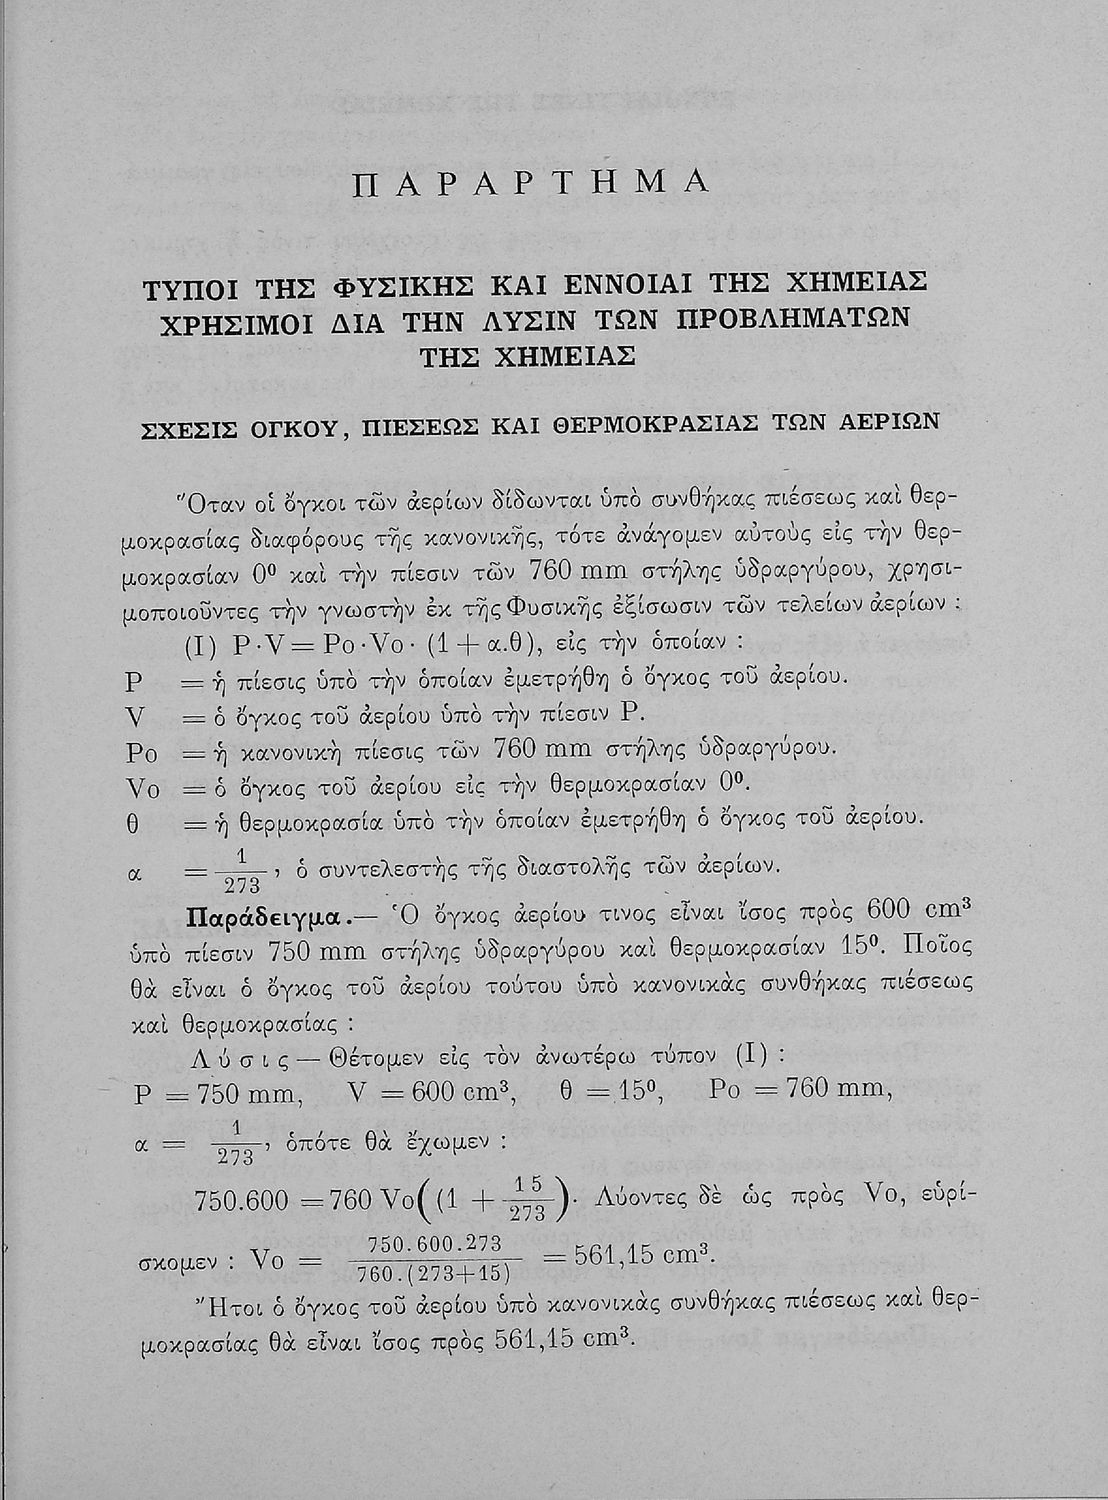 ΠΑΡΑΡΤΗΜΑ
ΤΥΠΟΙ ΤΗΣ ΦΥΣΙΚΗΣ ΚΑΙ ΕΝΝΟΙΑΙ ΤΗΣ ΧΗΜΕΙΑΣ
ΧΡΗΣΙΜΟΙ ΔΙΑ ΤΗΝ ΛΥΣΙΝ ΤΩΝ ΠΡΟΒΛΗΜΑΤΩΝ
ΤΗΣ ΧΗΜΕΙΑΣ
ΣΧΕΣΙΣ ΟΓΚΟΥ, ΠΙΕΣΕΩΣ ΚΑΙ ΘΕΡΜΟΚΡΑΣΙΑΣ ΤΩΝ ΑΕΡΙΩΝ
Ὅταν οἱ ὄγκοι τῶν ἀερίων δίδωνται ὑπὸ συνθήκας πιέσεως καὶ θερ-
μοκρασίας διαφόρους τῆς κανονικῆς, τότε ἀνάγομεν αὐτοὺς εἰς τὴν θερ-
μοκρασίαν 0⁰ καὶ τὴν πίεσιν τῶν 760 mm στήλης ὑδραργύρου, χρησι-
μοποιοῦντες τὴν γνωστὴν ἐκ τῆς Φυσικῆς ἐξίσωσιν τῶν τελείων ἀερίων :
(I) P·V = Po·Vo· (1 + α.θ), εἰς τὴν ὁποίαν :
P = ἡ πίεσις ὑπὸ τὴν ὁποίαν ἐμετρήθη ὁ ὄγκος τοῦ ἀερίου.
V = ὁ ὄγκος τοῦ ἀερίου ὑπὸ τὴν πίεσιν P.
Po = ἡ κανονικὴ πίεσις τῶν 760 mm στήλης ὑδραργύρου.
Vo = ὁ ὄγκος τοῦ ἀερίου εἰς τὴν θερμοκρασίαν 0⁰.
θ = ἡ θερμοκρασία ὑπὸ τὴν ὁποίαν ἐμετρήθη ὁ ὄγκος τοῦ ἀερίου.
α = 1/273, ὁ συντελεστὴς τῆς διαστολῆς τῶν ἀερίων.
Παράδειγμα.— Ὁ ὄγκος ἀερίου τινος εἶναι ἴσος πρὸς 600 cm³
ὑπὸ πίεσιν 750 mm στήλης ὑδραργύρου καὶ θερμοκρασίαν 15⁰. Ποῖος
θὰ εἶναι ὁ ὄγκος τοῦ ἀερίου τούτου ὑπὸ κανονικὰς συνθήκας πιέσεως
καὶ θερμοκρασίας :
Λύσις — Θέτομεν εἰς τὸν ἀνωτέρω τύπον (I) :
P = 750 mm, V = 600 cm³, θ = 15⁰, Po = 760 mm,
α = 1/273, ὁπότε θὰ ἔχωμεν :
750.600 = 760 Vo((1 + 15/273). Λύοντες δὲ ὡς πρὸς Vo, εὑρί-
σκομεν : Vo = 750.600.273/760.(273+15) = 561,15 cm³.
Ἤτοι ὁ ὄγκος τοῦ ἀερίου ὑπὸ κανονικὰς συνθήκας πιέσεως καὶ θερ-
μοκρασίας θὰ εἶναι ἴσος πρὸς 561,15 cm³.